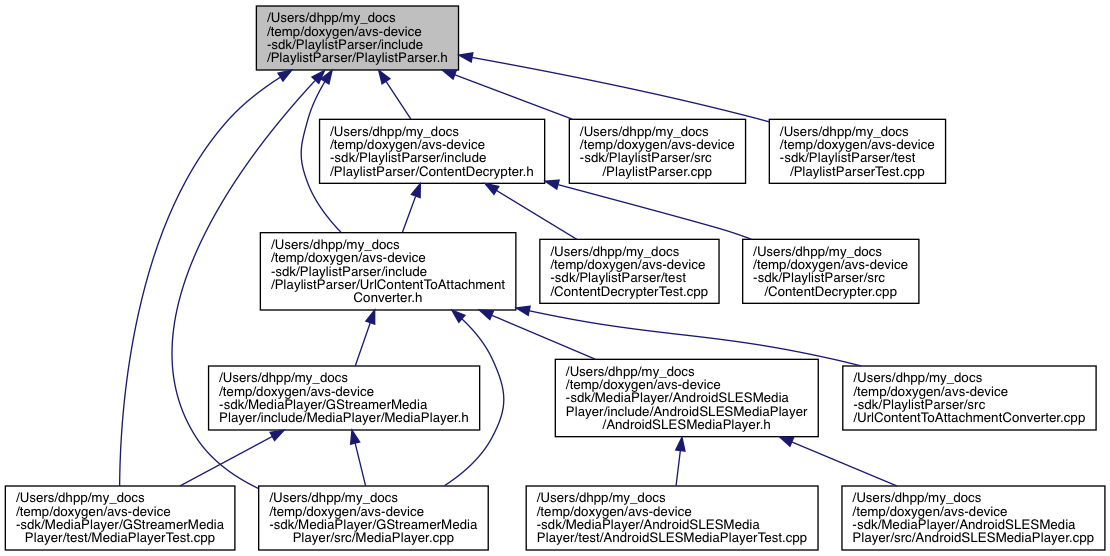 /Users/dhpp/my_docs
/temp/doxygen/avs-device
-sdk/PlaylistParser/include
/PlaylistParser/PlaylistParser.h
/Users/dhpp/my_docs
/temp/doxygen/avs-device
-sdk/PlaylistParser/include
/PlaylistParser/ContentDecrypter.h
/Users/dhpp/my_docs
/temp/doxygen/avs-device
-sdk/PlaylistParser/src
/PlaylistParser.cpp
/Users/dhpp/my_docs
/temp/doxygen/avs-device
-sdk/PlaylistParser/test
/PlaylistParserTest.cpp
/Users/dhpp/my_docs
/temp/doxygen/avs-device
-sdk/PlaylistParser/include
/PlaylistParser/UrlContentToAttachment
Converter.h
/Users/dhpp/my_docs
/temp/doxygen/avs-device
-sdk/PlaylistParser/test
/ContentDecrypterTest.cpp
/Users/dhpp/my_docs
/temp/doxygen/avs-device
-sdk/PlaylistParser/src
/ContentDecrypter.cpp
/Users/dhpp/my_docs
/temp/doxygen/avs-device
-sdk/MediaPlayer/GStreamerMedia
Player/include/MediaPlayer/MediaPlayer.h
/Users/dhpp/my_docs
/temp/doxygen/avs-device
-sdk/MediaPlayer/AndroidSLESMedia
Player/include/AndroidSLESMediaPlayer
/AndroidSLESMediaPlayer.h
/Users/dhpp/my_docs
/temp/doxygen/avs-device
-sdk/PlaylistParser/src
/UrlContentToAttachmentConverter.cpp
/Users/dhpp/my_docs
/temp/doxygen/avs-device
-sdk/MediaPlayer/GStreamerMedia
Player/test/MediaPlayerTest.cpp
/Users/dhpp/my_docs
/temp/doxygen/avs-device
-sdk/MediaPlayer/GStreamerMedia
Player/src/MediaPlayer.cpp
/Users/dhpp/my_docs
/temp/doxygen/avs-device
-sdk/MediaPlayer/AndroidSLESMedia
Player/test/AndroidSLESMediaPlayerTest.cpp
/Users/dhpp/my_docs
/temp/doxygen/avs-device
-sdk/MediaPlayer/AndroidSLESMedia
Player/src/AndroidSLESMediaPlayer.cpp